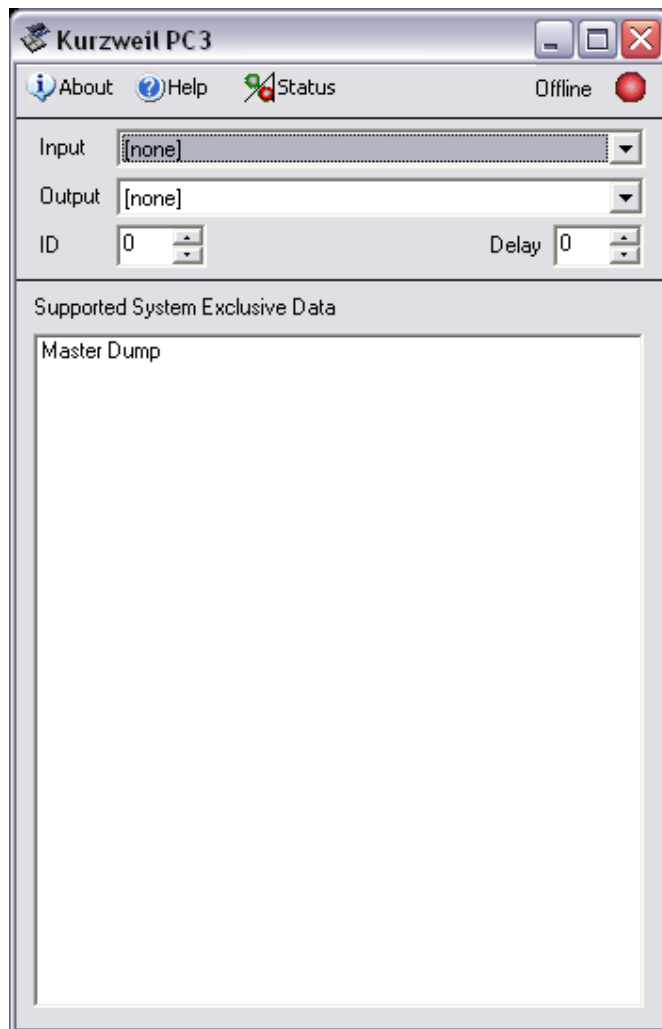 Kurzweil PC3
About Help Status Offline
Input [none]
Output [none]
ID 0 Delay 0
Supported System Exclusive Data
Master Dump